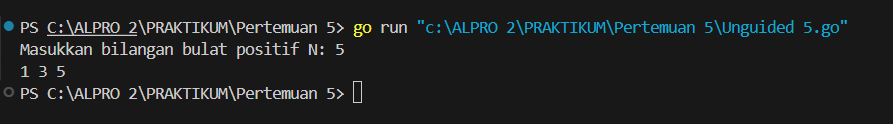 PS C:\ALPRO 2\PRAKTIKUM\Pertemuan 5> go run "c:\ALPRO 2\PRAKTIKUM\Pertemuan 5\Unguided 5.go"
Masukkan bilangan bulat positif N: 5
1 3 5
PS C:\ALPRO 2\PRAKTIKUM\Pertemuan 5>